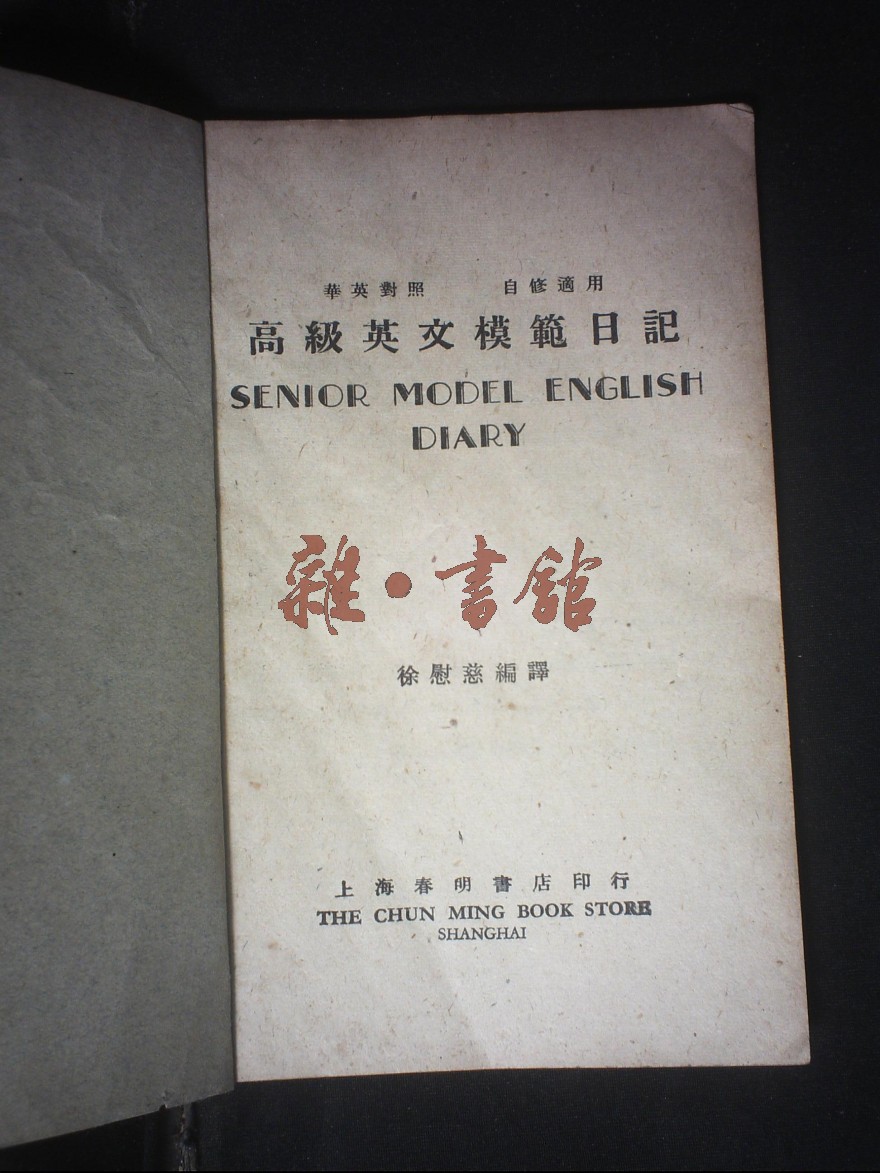 華英對照 自修適用
高級英文模範日記
SENIOR MODEL ENGLISH
DIARY
雜•書館
徐慰慈編譯
上海春明書店印行
THE CHUN MING BOOK STORE
SHANGHAI